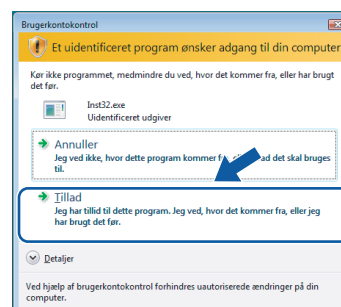 Brugerkontokontrol
Et uidentificeret program ønsker adgang til din computer
Kør ikke programmet, medmindre du ved, hvor det kommer fra, eller har brugt
det før.
Inst32.exe
Uidentificeret udgiver
Annuller
Jeg ved ikke, hvor dette program kommer ad det skal bruges
til.
Tillad
Jeg har tillid til dette program. Jeg ved, hvor det kommer fra, eller jeg
har brugt det før.
Detaljer
Ved hjælp af brugerkontokontrol forhindres uautoriserede ændringer på din
computer.